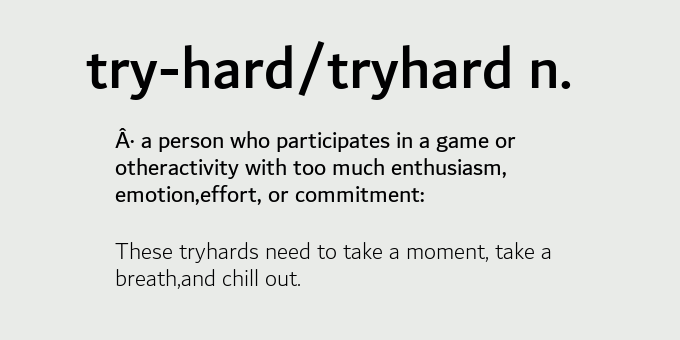 try-hard/tryhard n.
Â· a person who participates in a game or
otheractivity with too much enthusiasm,
emotion,effort, or commitment:
These tryhards need to take a moment, take a
breath,and chill out.